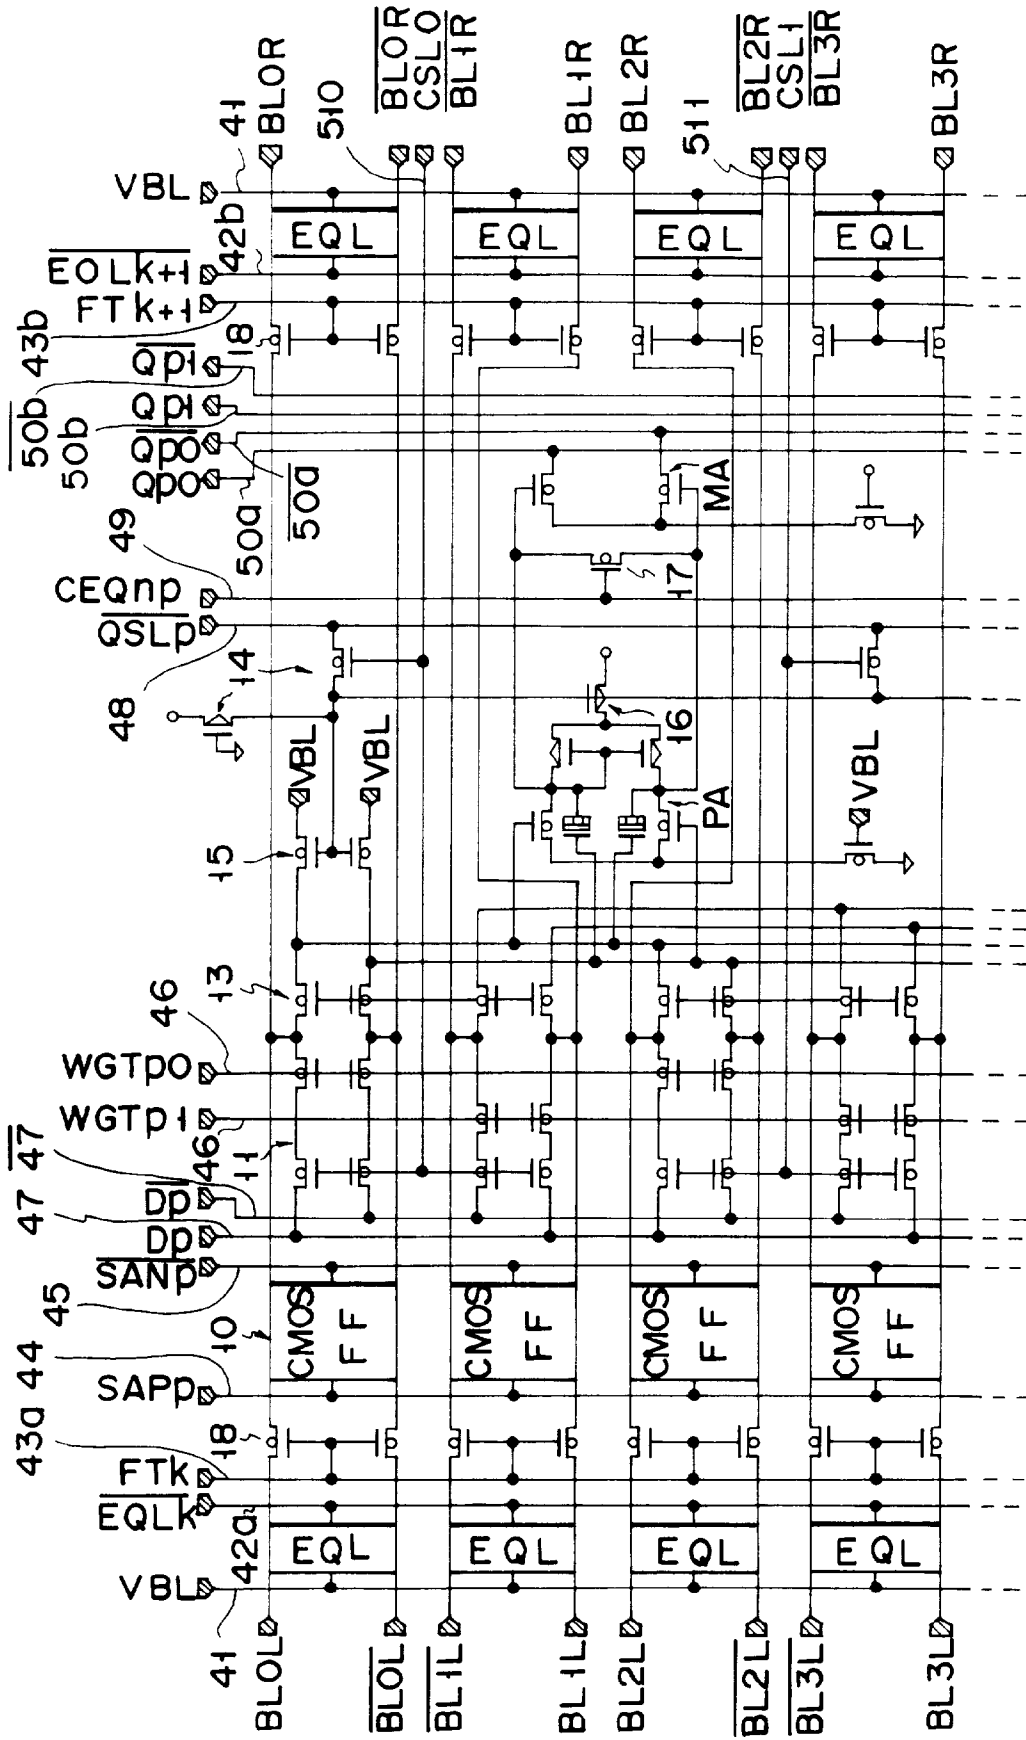 VBL
41
EOLk+1
42b
FTk+1
43b
18
Qp1
50b
Qp1
50b
Qp0
50a
Qp0
50a
CEQnp
49
QSLp
48
14
VBL
VBL
15
13
WGTp0
46
WGTp1
46
11
Dp
47
Dp
47
SANp
45
10
SAPp
44
FTk
43a
18
EQLk
42a
VBL
41
BL0R
510
BL0R
CSL0
BL1R
BL1R
BL2R
511
BL2R
CSL1
BL3R
BL3R
EQL
EQL
EQL
EQL
MA
17
16
PA
VBL
CMOS
FF
CMOS
FF
CMOS
FF
CMOS
FF
EQL
EQL
EQL
EQL
BL0L
BL0L
BL1L
BL1L
BL2L
BL2L
BL3L
BL3L